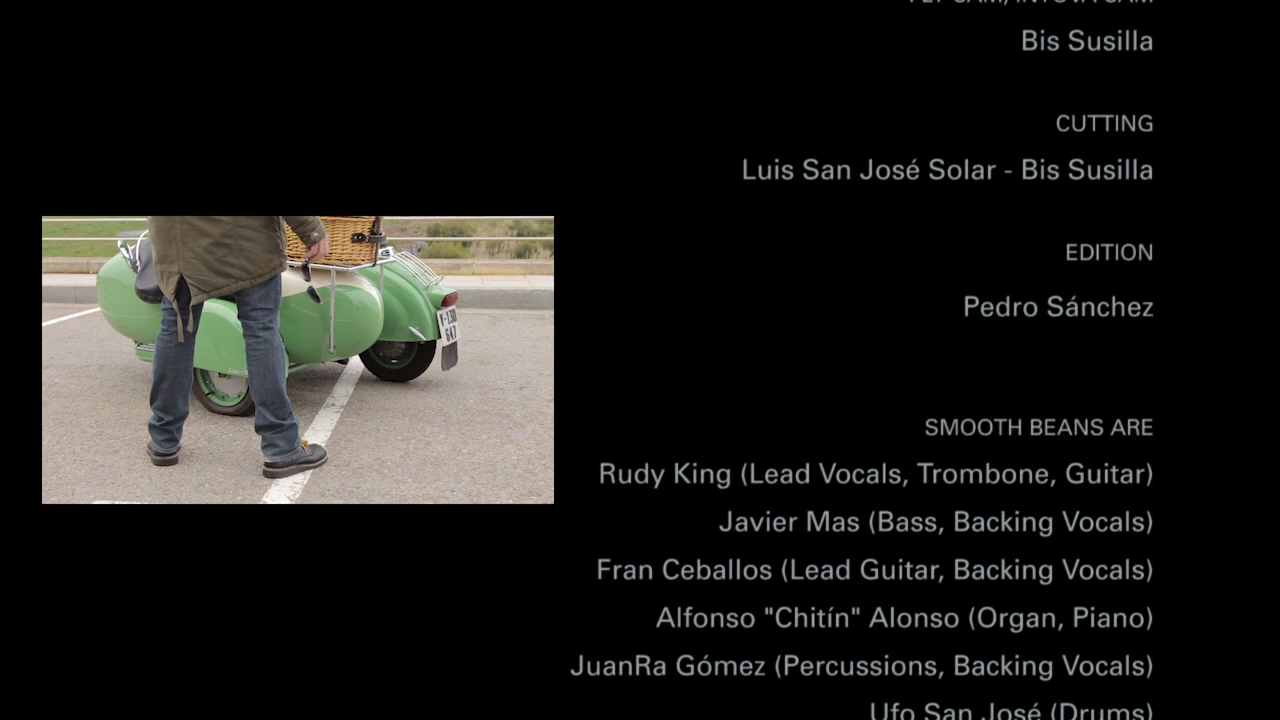 Bis Susilla
CUTTING
Luis San José Solar - Bis Susilla
EDITION
Pedro Sánchez
SMOOTH BEANS ARE
Rudy King (Lead Vocals, Trombone, Guitar)
Javier Mas (Bass, Backing Vocals)
Fran Ceballos (Lead Guitar, Backing Vocals)
Alfonso "Chitín" Alonso (Organ, Piano)
JuanRa Gómez (Percussions, Backing Vocals)
Ufo San José (Drums)